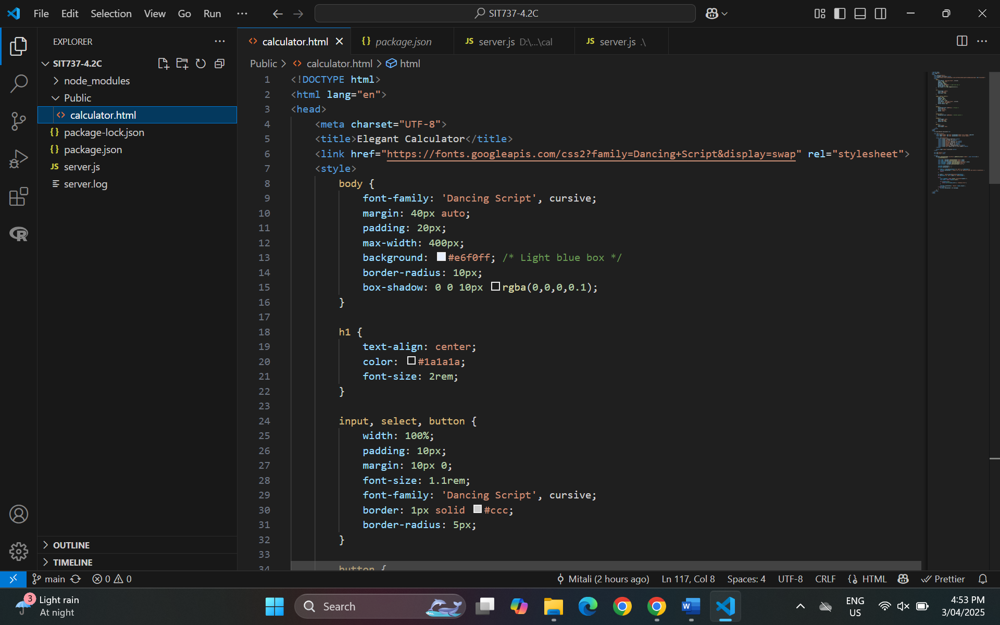 File Edit Selection View Go Run ··· SIT737-4.2C
EXPLORER
SIT737-4.2C
node_modules
Public
calculator.html
package-lock.json
package.json
JS server.js
server.log
OUTLINE
TIMELINE
calculator.html package.json JS server.js D:\...\cal JS server.js .\
Public > calculator.html > html
1 <!DOCTYPE html>
2 <html lang="en">
3 <head>
4 <meta charset="UTF-8">
5 <title>Elegant Calculator</title>
6 <link href="https://fonts.googleapis.com/css2?family=Dancing+Script&display=swap" rel="stylesheet">
7 <style>
8 body {
9 font-family: 'Dancing Script', cursive;
10 margin: 40px auto;
11 padding: 20px;
12 max-width: 400px;
13 background: #e6f0ff; /* Light blue box */
14 border-radius: 10px;
15 box-shadow: 0 0 10px rgba(0,0,0,0.1);
16 }
17
18 h1 {
19 text-align: center;
20 color: #1a1a1a;
21 font-size: 2rem;
22 }
23
24 input, select, button {
25 width: 100%;
26 padding: 10px;
27 margin: 10px 0;
28 font-size: 1.1rem;
29 font-family: 'Dancing Script', cursive;
30 border: 1px solid #ccc;
31 border-radius: 5px;
32 }
33
34 button {
main 0 0 Mitali (2 hours ago) Ln 117, Col 8 Spaces: 4 UTF-8 CRLF {} HTML Prettier
3 Light rain
At night
Search
ENG
US
4:53 PM
3/04/2025